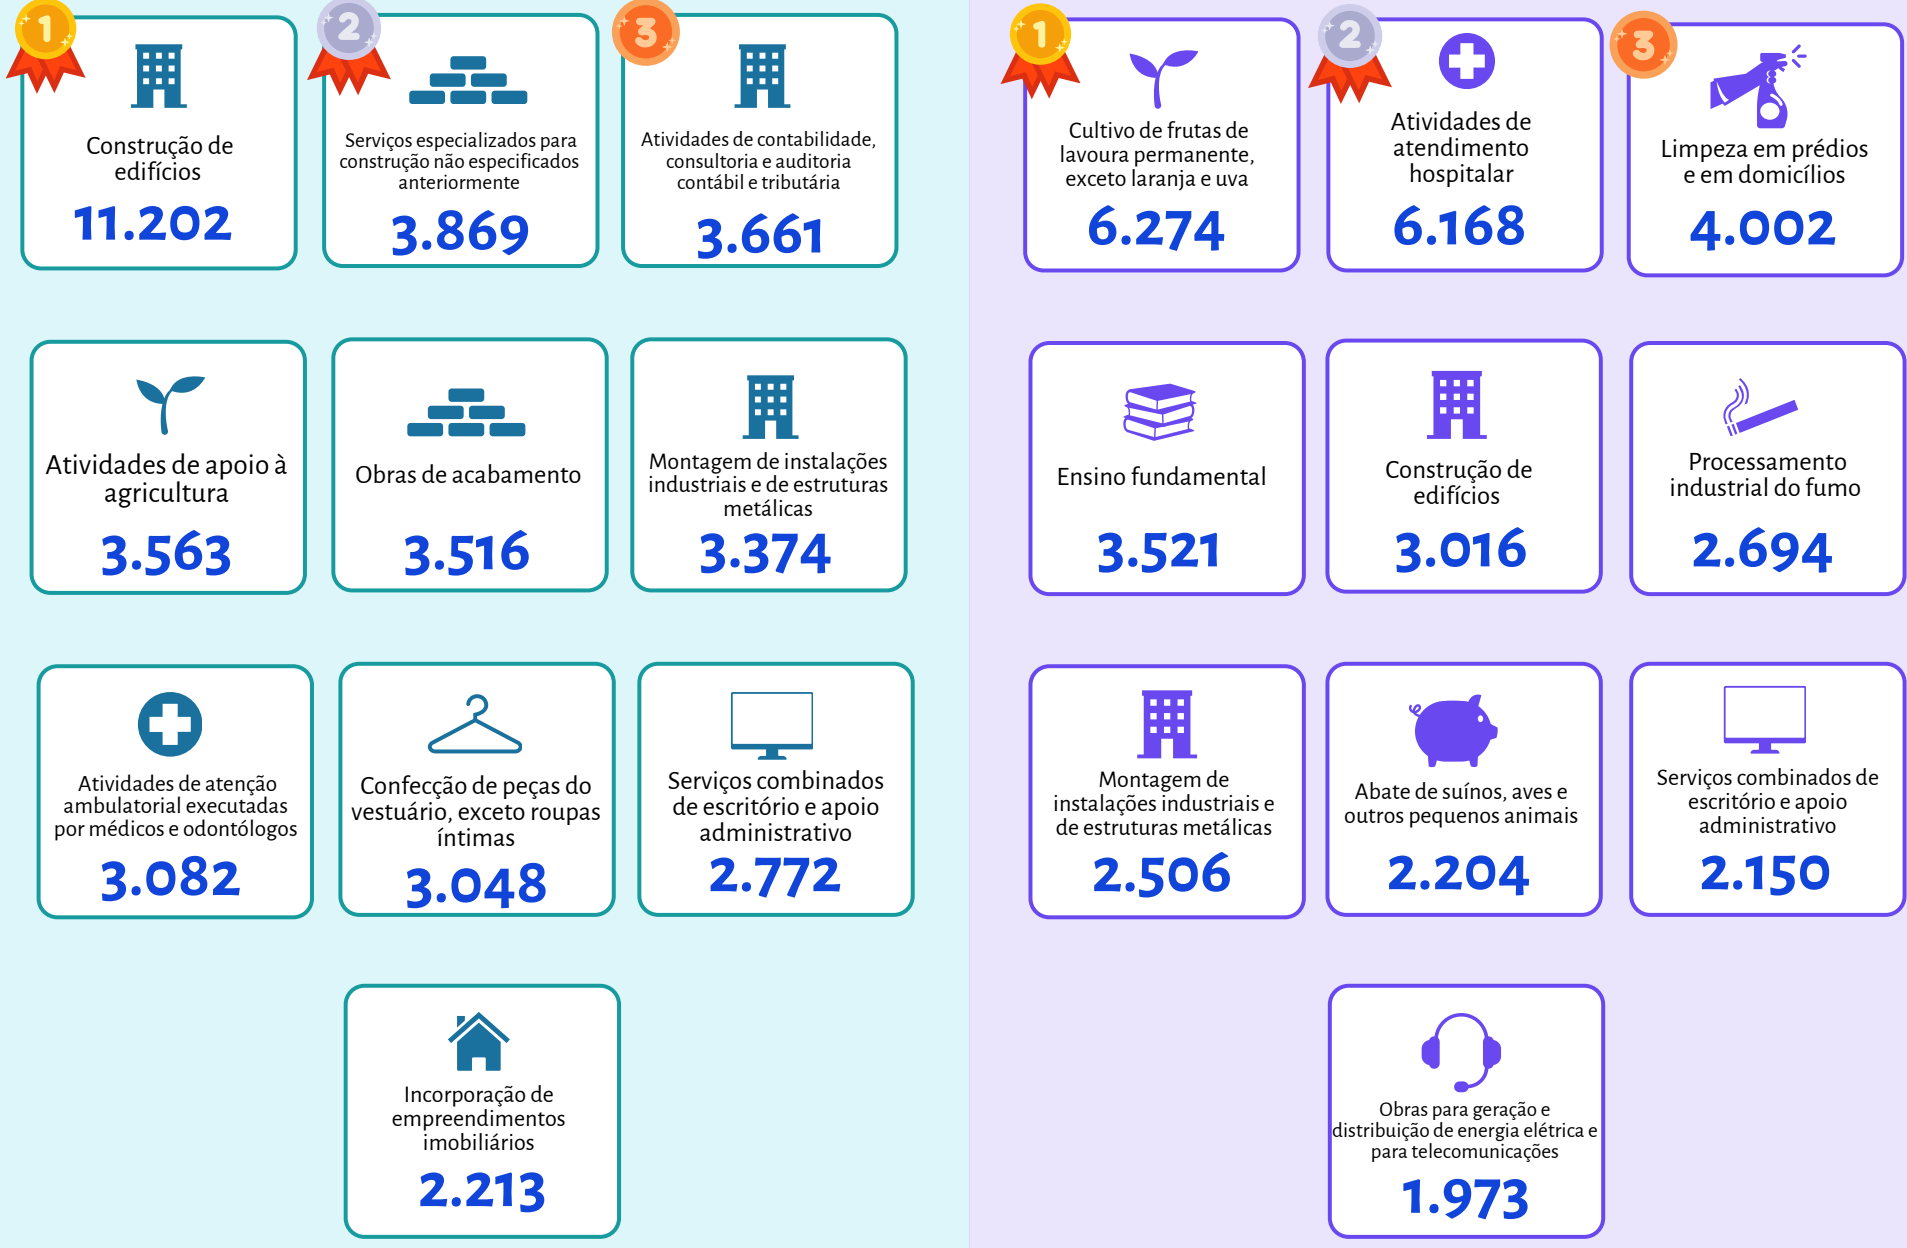 1
Construção de
edifícios
11.202
2
Serviços especializados para
construção não especificados
anteriormente
3.869
3
Atividades de contabilidade,
consultoria e auditoria
contábil e tributária
3.661
Atividades de apoio à
agricultura
3.563
Obras de acabamento
3.516
Montagem de instalações
industriais e de estruturas
metálicas
3.374
Atividades de atenção
ambulatorial executadas
por médicos e odontólogos
3.082
Confecção de peças do
vestuário, exceto roupas
íntimas
3.048
Serviços combinados
de escritório e apoio
administrativo
2.772
Incorporação de
empreendimentos
imobiliários
2.213
1
Cultivo de frutas de
lavoura permanente,
exceto laranja e uva
6.274
2
Atividades de
atendimento
hospitalar
6.168
3
Limpeza em prédios
e em domicílios
4.002
Ensino fundamental
3.521
Construção de
edifícios
3.016
Processamento
industrial do fumo
2.694
Montagem de
instalações industriais e
de estruturas metálicas
2.506
Abate de suínos, aves e
outros pequenos animais
2.204
Serviços combinados de
escritório e apoio
administrativo
2.150
Obras para geração e
distribuição de energia elétrica e
para telecomunicações
1.973